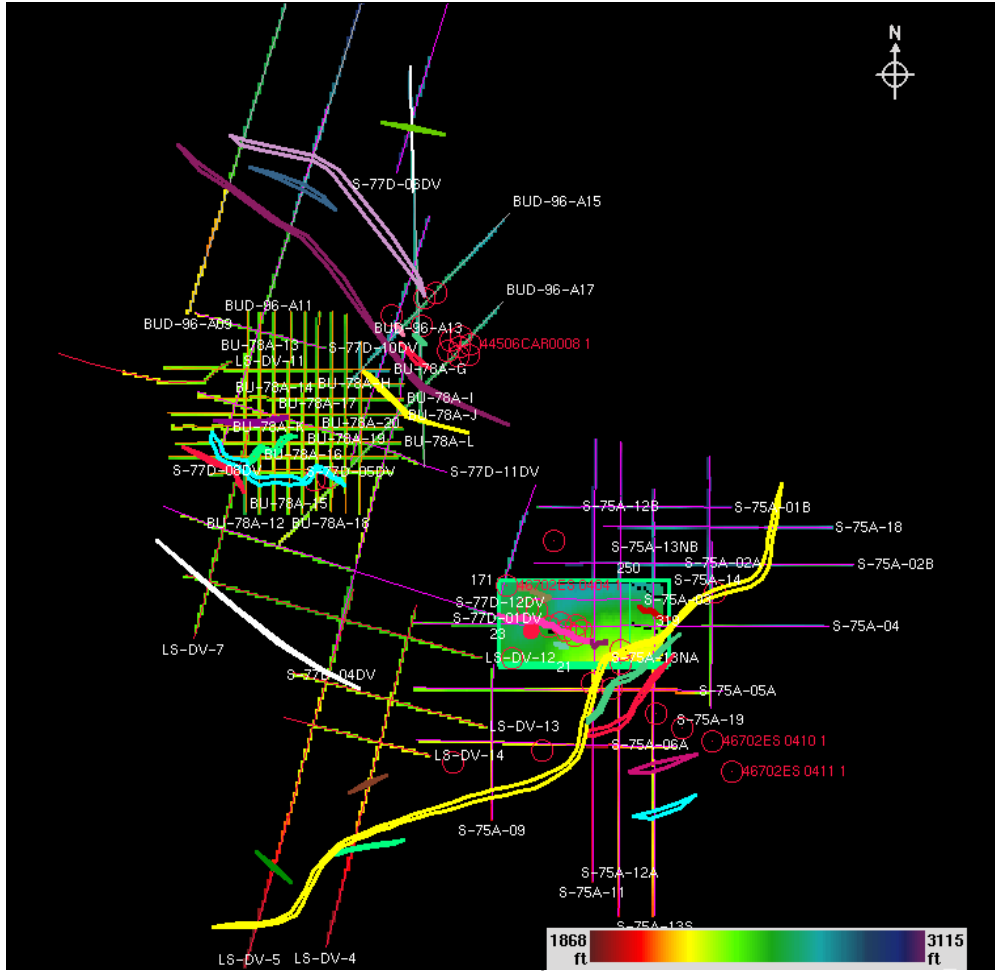 N
S-77D-06DV
BUD-96-A15
BUD-96-A17
BUD-96-A11
BUD-96-A09
BUD-96-A13
BU-78A-13
S-77D-10DV
44506CAR0008 1
LS-DV-11
BU-78A-G
BU-78A-14
BU-78A-H
BU-78A-I
BU-78A-17
BU-78A-J
BU-78A-K
BU-78A-20
BU-78A-19
BU-78A-L
BU-78A-16
S-77D-08DV
S-77D-05DV
S-77D-11DV
BU-78A-15
BU-78A-12
BU-78A-18
S-75A-12B
S-75A-01B
S-75A-18
S-75A-13NB
S-75A-02A
S-75A-02B
250
171
S-75A-14
S-77D-12DV
S-77D-01DV
23
S-75A-04
LS-DV-7
LS-DV-12
S-75A-13NA
21
S-77D-04DV
S-75A-05A
LS-DV-13
S-75A-19
S-75A-06A
46702ES 0410 1
LS-DV-14
46702ES 0411 1
S-75A-09
S-75A-12A
S-75A-11
S-75A-13S
LS-DV-5
LS-DV-4
1868
ft
3115
ft